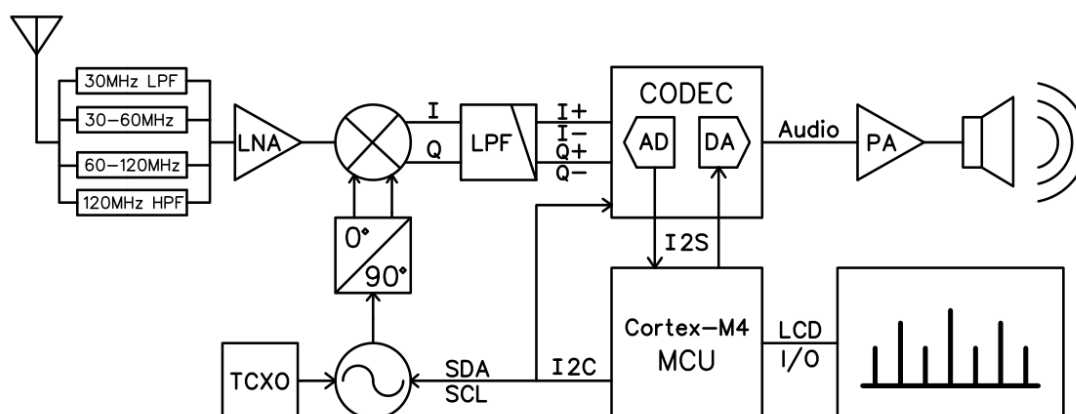 30MHz LPF
30-60MHz
60-120MHz
120MHz HPF
LNA
I
Q
LPF
I+
I-
Q+
Q-
CODEC
AD
DA
Audio
PA
0°
90°
I2S
TCXO
SDA
SCL
I2C
Cortex-M4
MCU
LCD
I/O